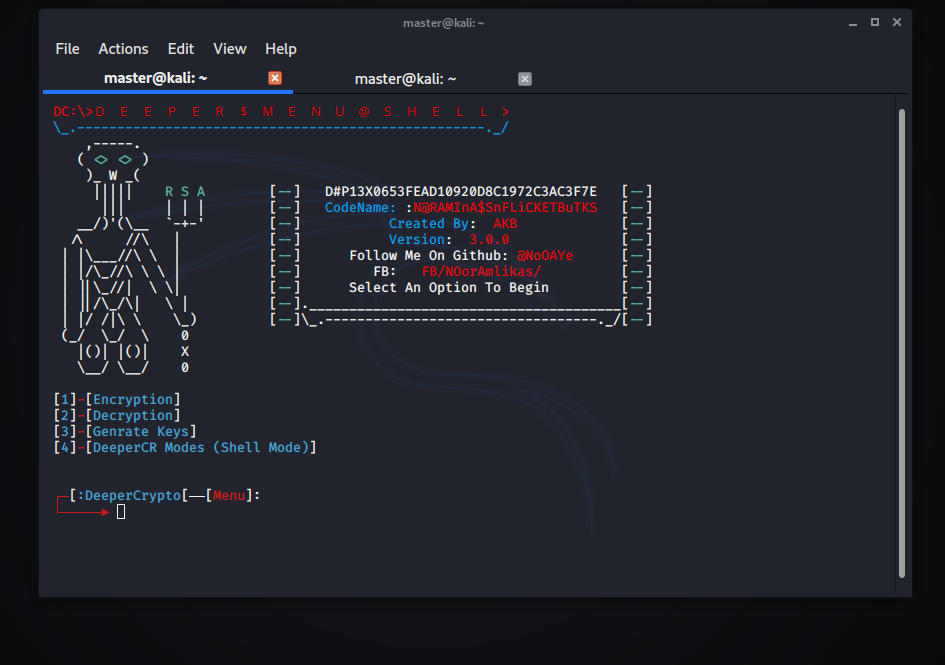 master@kali: ~
File Actions Edit View Help
master@kali: ~ master@kali: ~
DC:\>D E E P E R $ M E N U @ S H E L L >
R S A
[--] D#P13X0653FEAD10920D8C1972C3AC3F7E [--]
[--] CodeName: :N@RAMInA$SnFLiCKETBuTKS [--]
[--] Created By: AKB [--]
[--] Version: 3.0.0 [--]
[--] Follow Me On Github: @NoOAYe [--]
[--] FB: FB/NOorAmlikas/ [--]
[--] Select An Option To Begin [--]
0
X
0
[1]-[Encryption]
[2]-[Decryption]
[3]-[Genrate Keys]
[4]-[DeeperCR Modes (Shell Mode)]
[:DeeperCrypto[——[Menu]: